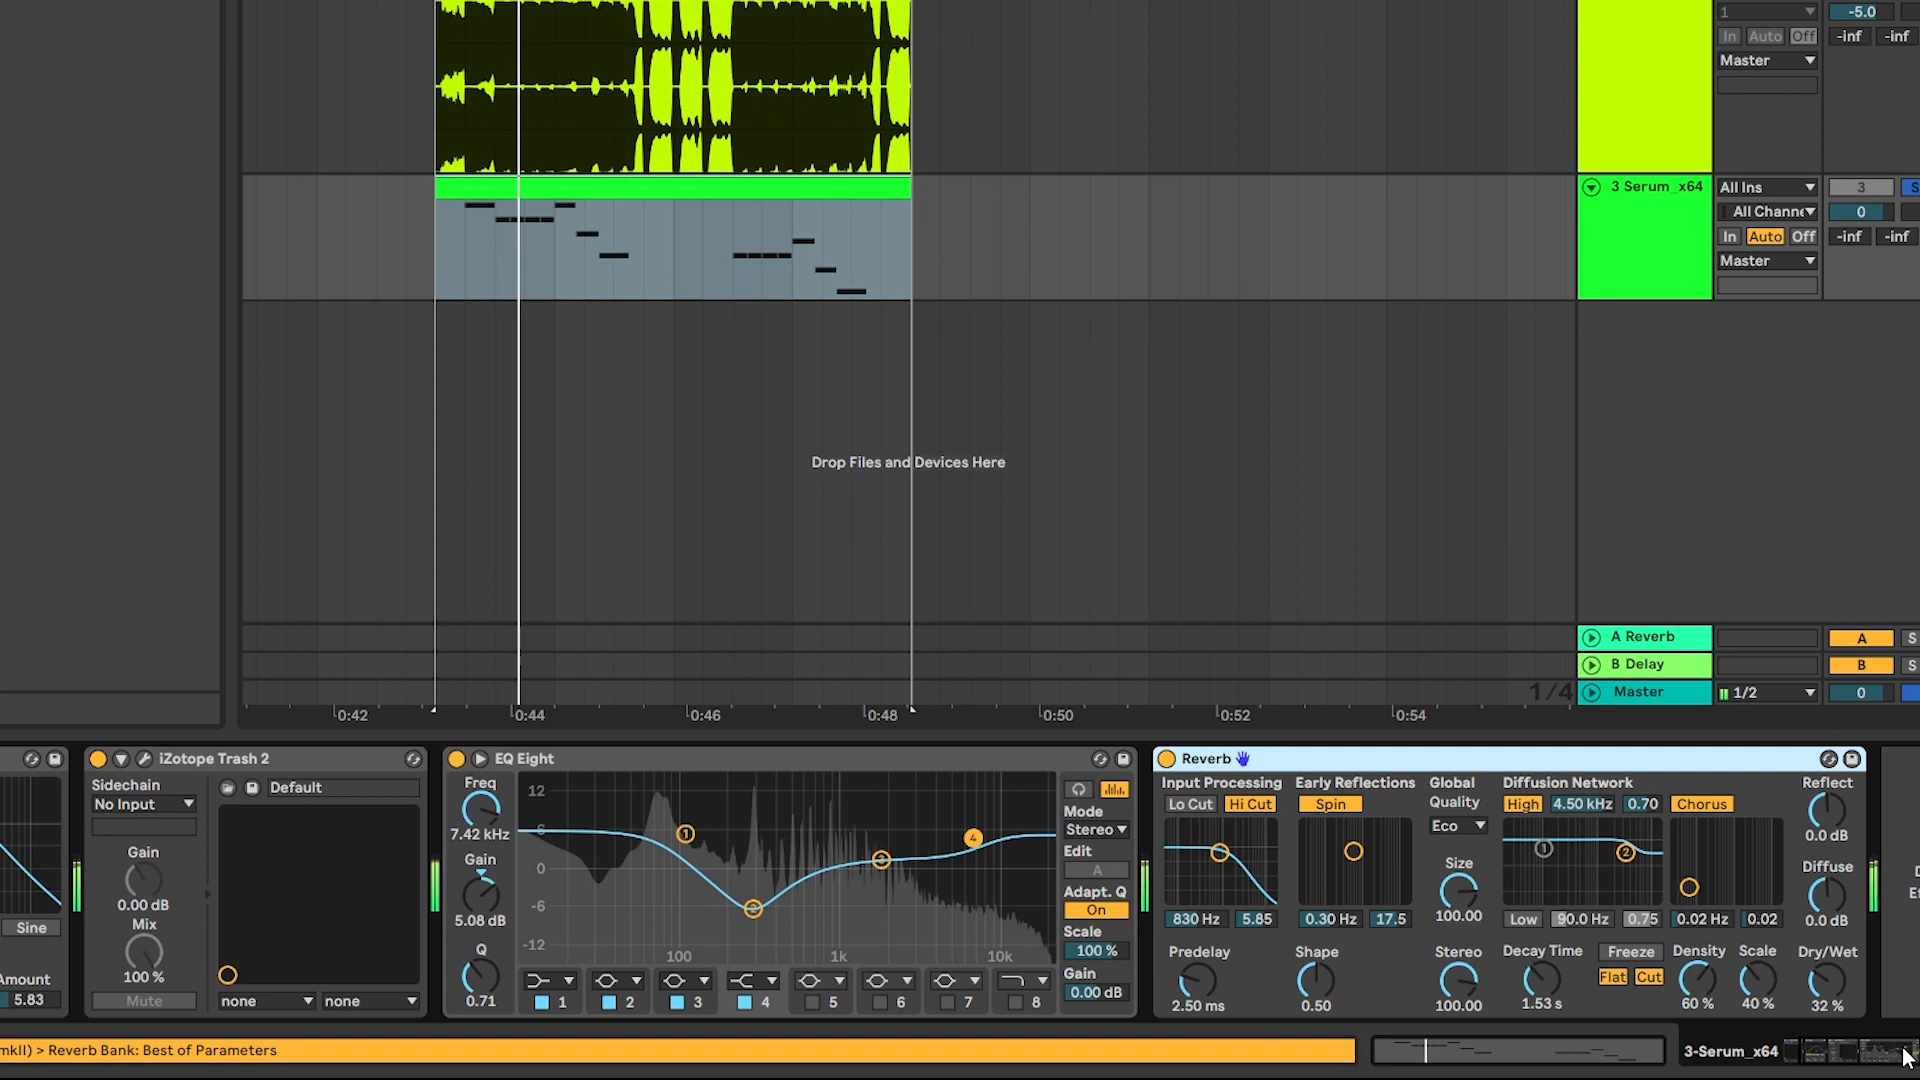 1
-5.0
In Auto Off
-inf -inf
Master
3 Serum_x64
All Ins
3
S
All Channe
0
In Auto Off
-inf -inf
Master
Drop Files and Devices Here
A Reverb
A
S
B Delay
B
S
1/4
Master
1/2
0
0:42 0:44 0:46 0:48 0:50 0:52 0:54
Sine
Amount
5.83
iZotope Trash 2
Sidechain
No Input
Gain
0.00 dB
Mix
100 %
Mute
Default
none none
EQ Eight
Freq
7.42 kHz
Gain
5.08 dB
Q
0.71
12
6
0
-6
-12
100 1k 10k
1 2 3 4
1 2 3 4 5 6 7 8
Mode
Stereo
Edit
A
Adapt. Q
On
Scale
100 %
Gain
0.00 dB
Reverb
Input Processing
Lo Cut Hi Cut
830 Hz 5.85
Predelay
2.50 ms
Early Reflections
Spin
0.30 Hz 17.5
Shape
0.50
Global
Quality
Eco
Size
100.00
Stereo
100.00
Diffusion Network
High 4.50 kHz 0.70 Chorus
1 2
Low 90.0 Hz 0.75 0.02 Hz 0.02
Decay Time Freeze Density Scale
Flat Cut
1.53 s 60 % 40 %
Reflect
0.0 dB
Diffuse
0.0 dB
Dry/Wet
32 %
mkII) > Reverb Bank: Best of Parameters
3-Serum_x64